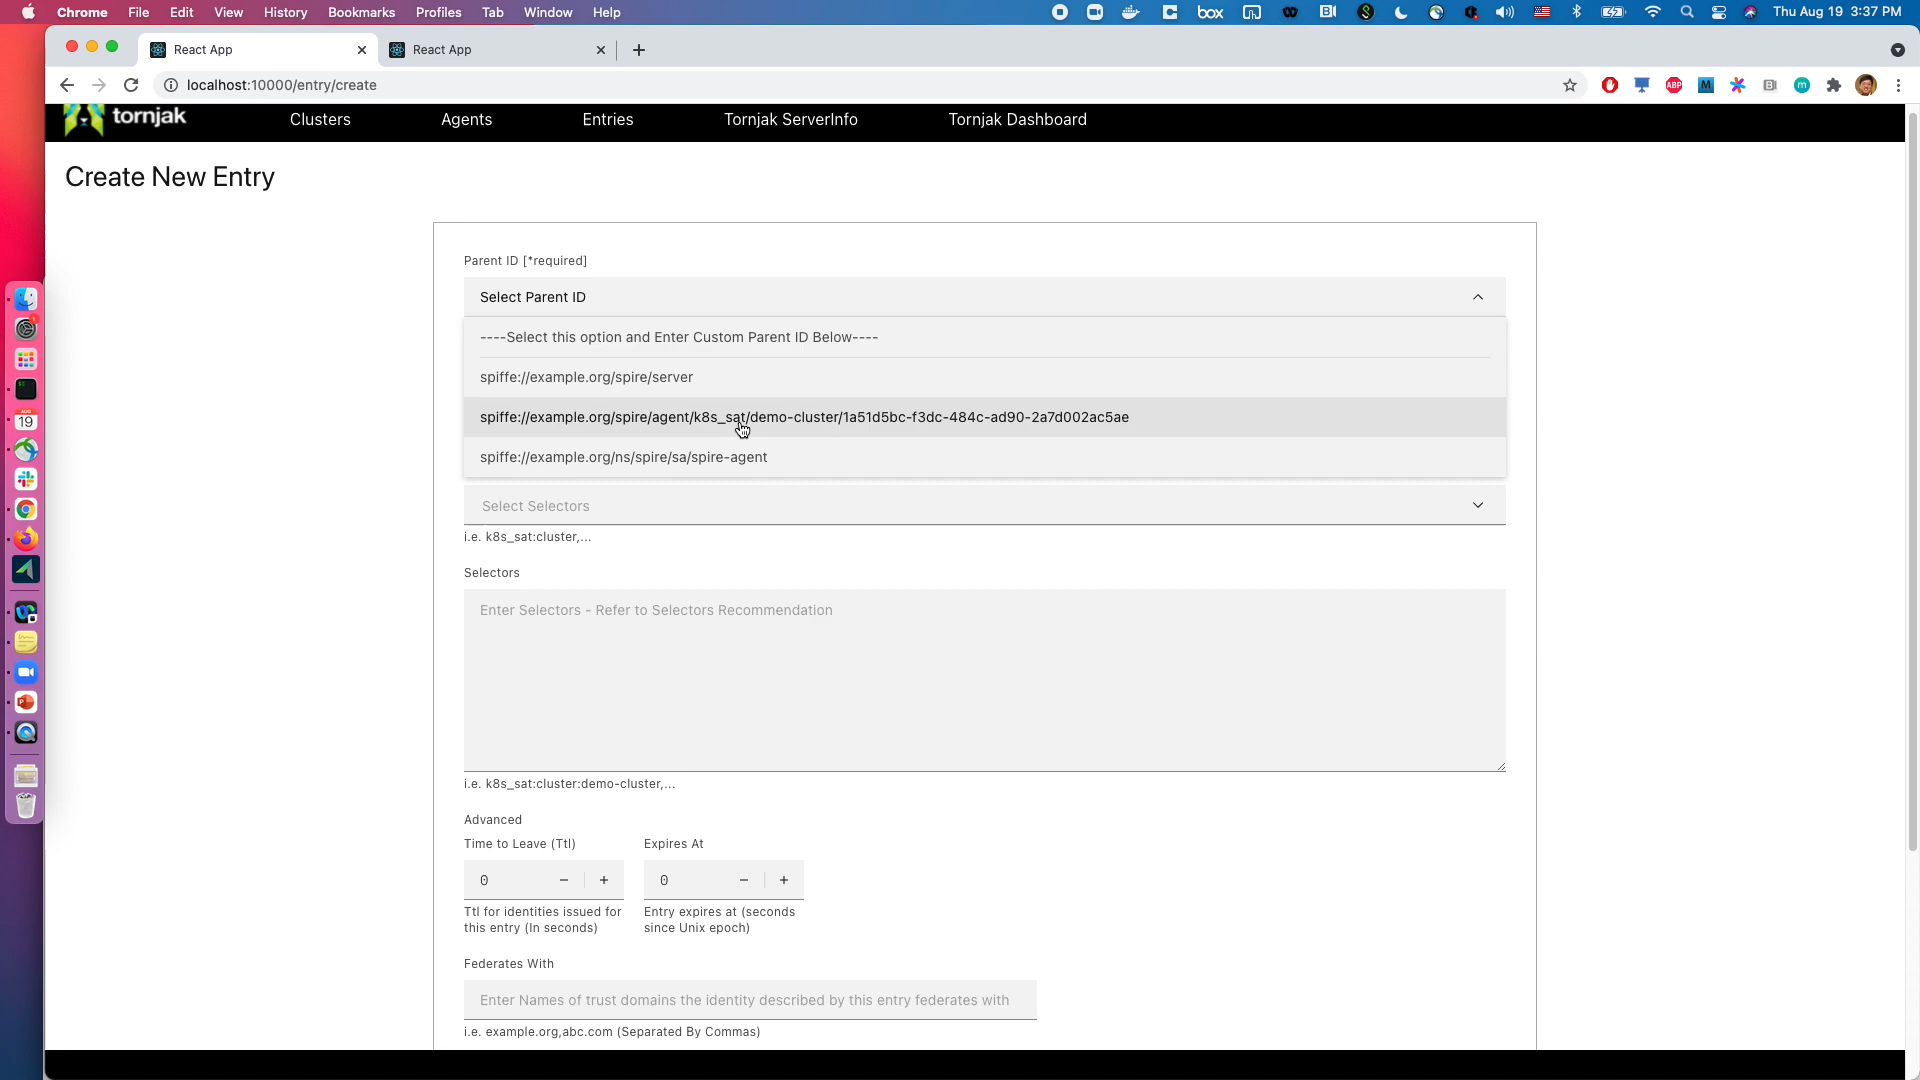 Chrome File Edit View History Bookmarks Profiles Tab Window Help
box
Thu Aug 19 3:37 PM
React App
React App
localhost:10000/entry/create
ABP
M
m
tornjak
Clusters
Agents
Entries
Tornjak ServerInfo
Tornjak Dashboard
Create New Entry
Parent ID [*required]
Select Parent ID
----Select this option and Enter Custom Parent ID Below----
spiffe://example.org/spire/server
spiffe://example.org/spire/agent/k8s_sat/demo-cluster/1a51d5bc-f3dc-484c-ad90-2a7d002ac5ae
spiffe://example.org/ns/spire/sa/spire-agent
Select Selectors
i.e. k8s_sat:cluster,...
Selectors
Enter Selectors - Refer to Selectors Recommendation
i.e. k8s_sat:cluster:demo-cluster,...
Advanced
Time to Leave (Ttl)
Expires At
0 - +
0 - +
Ttl for identities issued for
this entry (In seconds)
Entry expires at (seconds
since Unix epoch)
Federates With
Enter Names of trust domains the identity described by this entry federates with
i.e. example.org,abc.com (Separated By Commas)
AUG
19